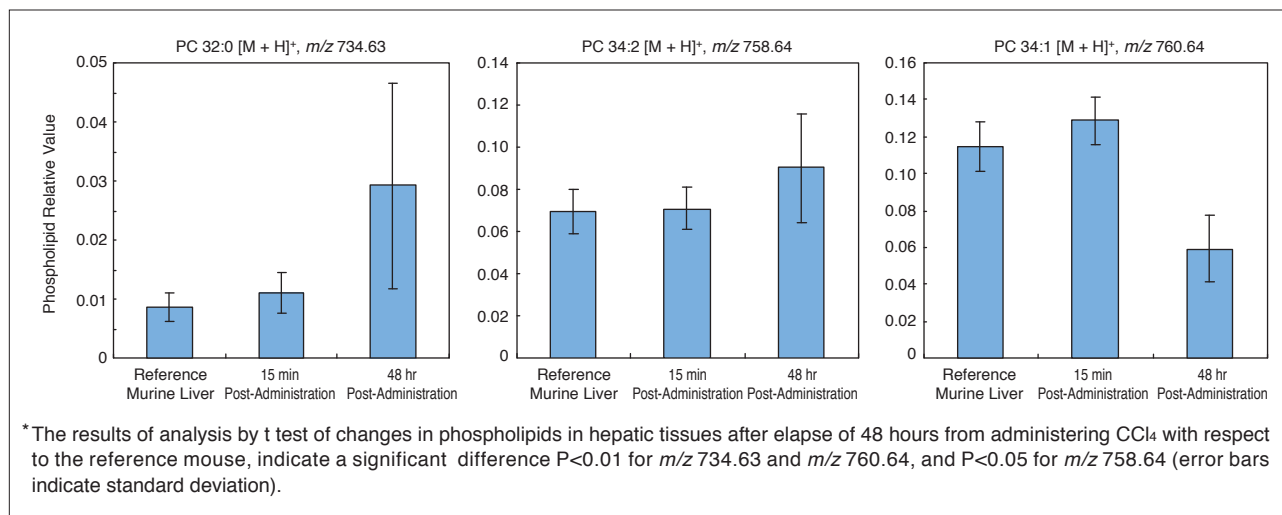 PC 32:0 [M + H]+, m/z 734.63
0.05
0.04
0.03
0.02
0.01
0
Phospholipid Relative Value
Reference
Murine Liver
15 min
Post-Administration
48 hr
Post-Administration
PC 34:2 [M + H]+, m/z 758.64
0.14
0.12
0.10
0.08
0.06
0.04
0.02
0
Reference
Murine Liver
15 min
Post-Administration
48 hr
Post-Administration
PC 34:1 [M + H]+, m/z 760.64
0.16
0.14
0.12
0.10
0.08
0.06
0.04
0.02
0
Reference
Murine Liver
15 min
Post-Administration
48 hr
Post-Administration
* The results of analysis by t test of changes in phospholipids in hepatic tissues after elapse of 48 hours from administering CCl4 with respect
to the reference mouse, indicate a significant difference P<0.01 for m/z 734.63 and m/z 760.64, and P<0.05 for m/z 758.64 (error bars
indicate standard deviation).